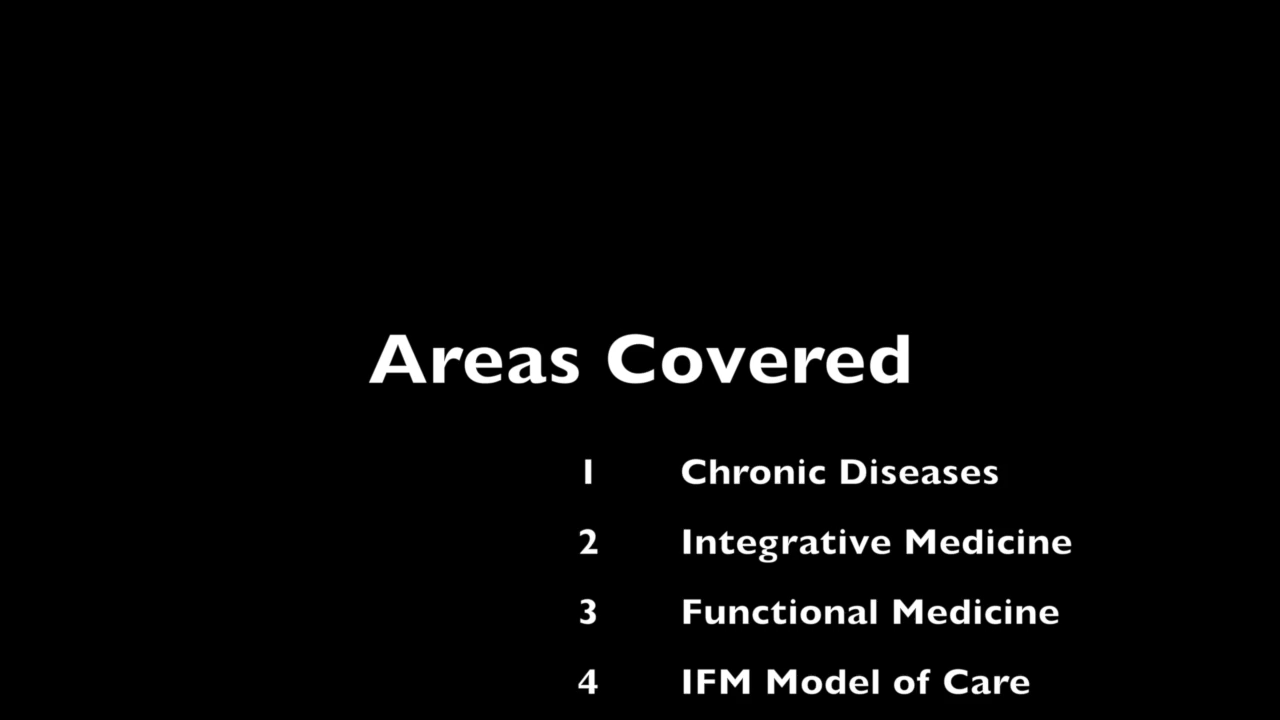 Areas Covered
1 Chronic Diseases
2 Integrative Medicine
3 Functional Medicine
4 IFM Model of Care